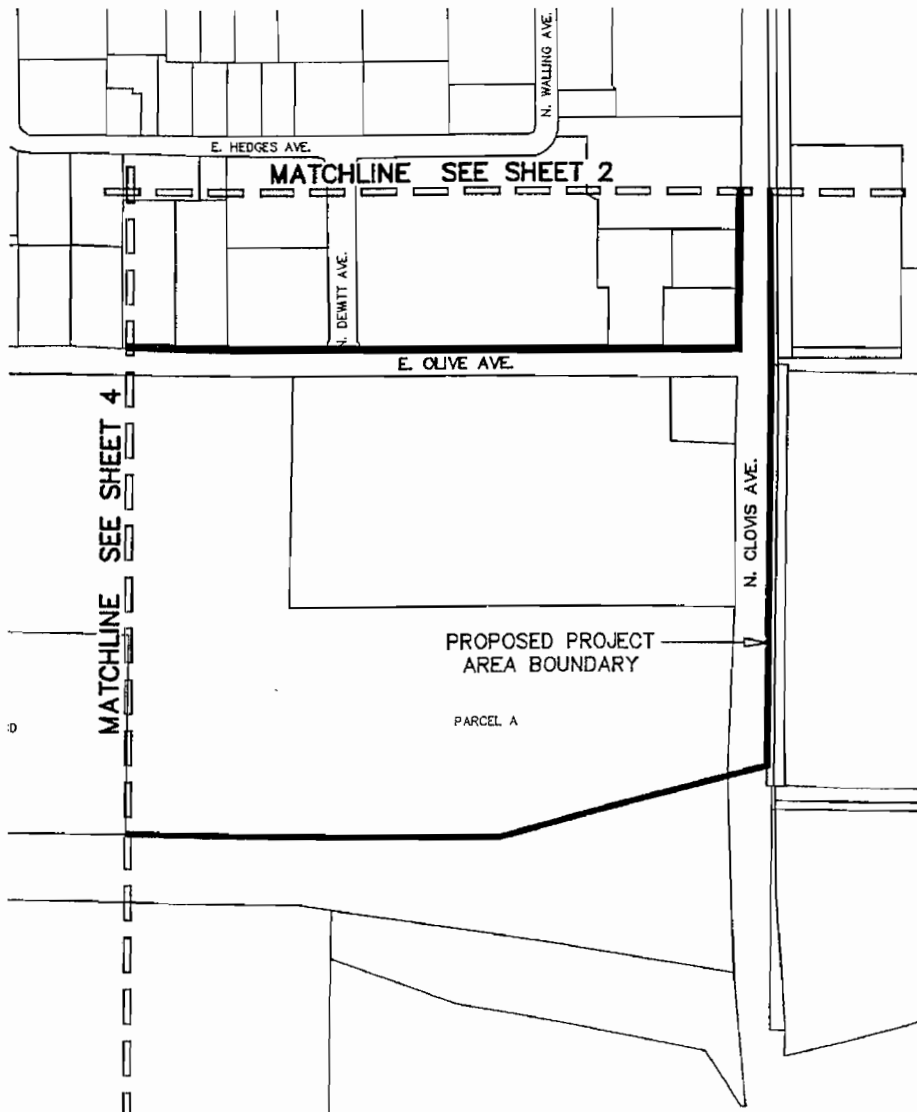 N. WALLING AVE.
E. HEDGES AVE.
MATCHLINE SEE SHEET 2
N. DEWITT AVE.
E. OLIVE AVE.
MATCHLINE SEE SHEET 4
N. CLOVIS AVE.
PROPOSED PROJECT
AREA BOUNDARY
PARCEL A